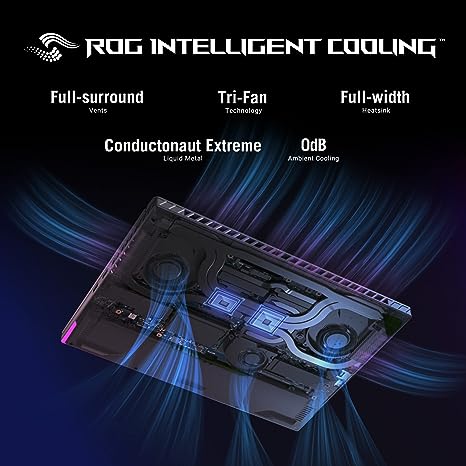 ROG INTELLIGENT COOLING™
Full-surround
Vents
Tri-Fan
Technology
Full-width
Heatsink
Conductonaut Extreme
Liquid Metal
0dB
Ambient Cooling